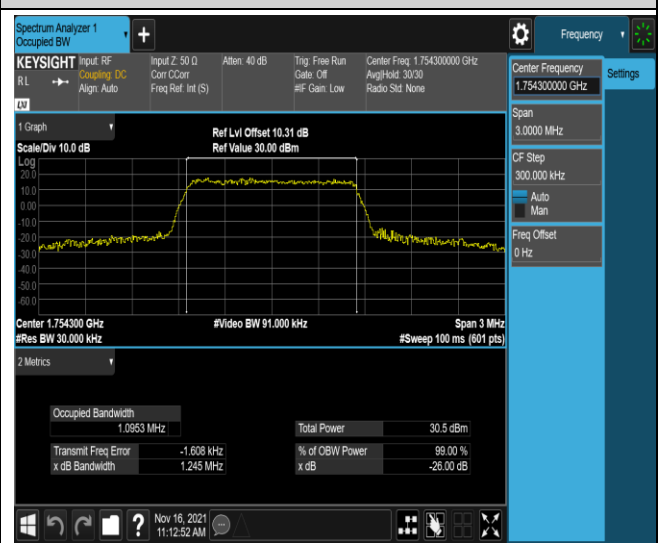 Spectrum Analyzer 1
Occupied BW
Frequency
KEYSIGHT
RL
Input: RF
Coupling: DC
Align: Auto
Input Z: 50 Ω
Corr CCorr
Freq Ref: Int (S)
Atten: 40 dB
Trig: Free Run
Gate: Off
#IF Gain: Low
Center Freq: 1.754300000 GHz
Avg|Hold: 30/30
Radio Std: None
LXI
Center Frequency
1.754300000 GHz
Settings
Span
3.0000 MHz
CF Step
300.000 kHz
Auto
Man
Freq Offset
0 Hz
1 Graph
Scale/Div 10.0 dB
Ref Lvl Offset 10.31 dB
Ref Value 30.00 dBm
Log
20.0
10.0
0.00
-10.0
-20.0
-30.0
-40.0
-50.0
-60.0
Center 1.754300 GHz
#Video BW 91.000 kHz
Span 3 MHz
#Res BW 30.000 kHz
#Sweep 100 ms (601 pts)
2 Metrics
Occupied Bandwidth
1.0953 MHz
Total Power 30.5 dBm
Transmit Freq Error -1.608 kHz
% of OBW Power 99.00 %
x dB Bandwidth 1.245 MHz
x dB -26.00 dB
?
Nov 16, 2021
11:12:52 AM